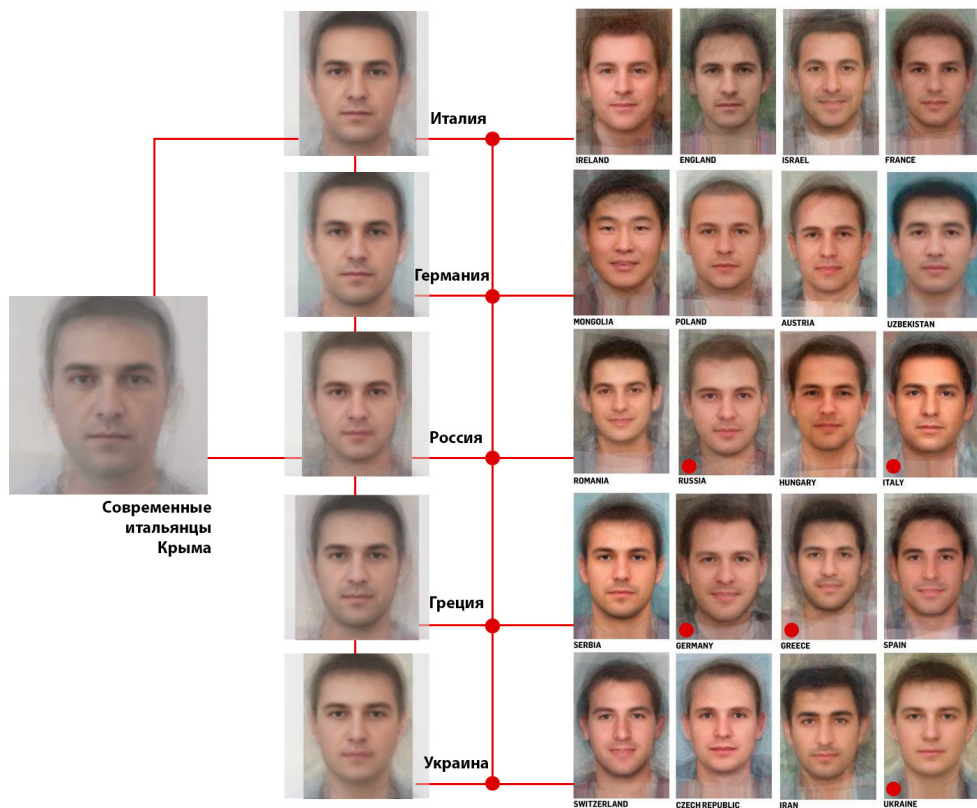 Италия
IRELAND
ENGLAND
ISRAEL
FRANCE
Германия
MONGOLIA
POLAND
AUSTRIA
UZBEKISTAN
Современные
итальянцы
Крыма
Россия
ROMANIA
RUSSIA
HUNGARY
ITALY
Греция
SERBIA
GERMANY
GREECE
SPAIN
Украина
SWITZERLAND
CZECH REPUBLIC
IRAN
UKRAINE